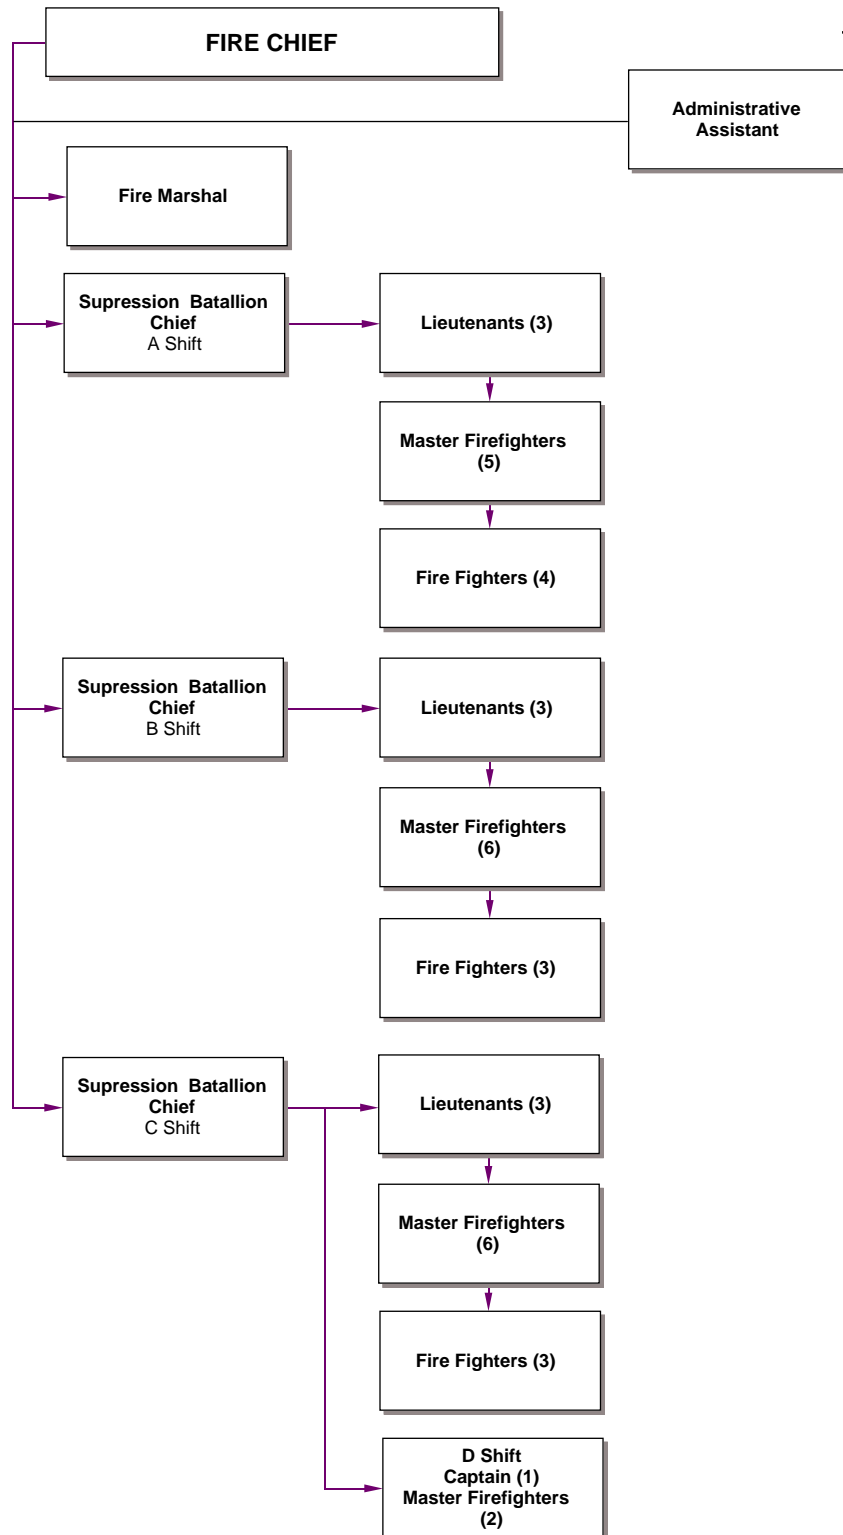 FIRE CHIEF
Administrative
Assistant
Fire Marshal
Supression Batallion
Chief
A Shift
Lieutenants (3)
Master Firefighters
(5)
Fire Fighters (4)
Supression Batallion
Chief
B Shift
Lieutenants (3)
Master Firefighters
(6)
Fire Fighters (3)
Supression Batallion
Chief
C Shift
Lieutenants (3)
Master Firefighters
(6)
Fire Fighters (3)
D Shift
Captain (1)
Master Firefighters
(2)